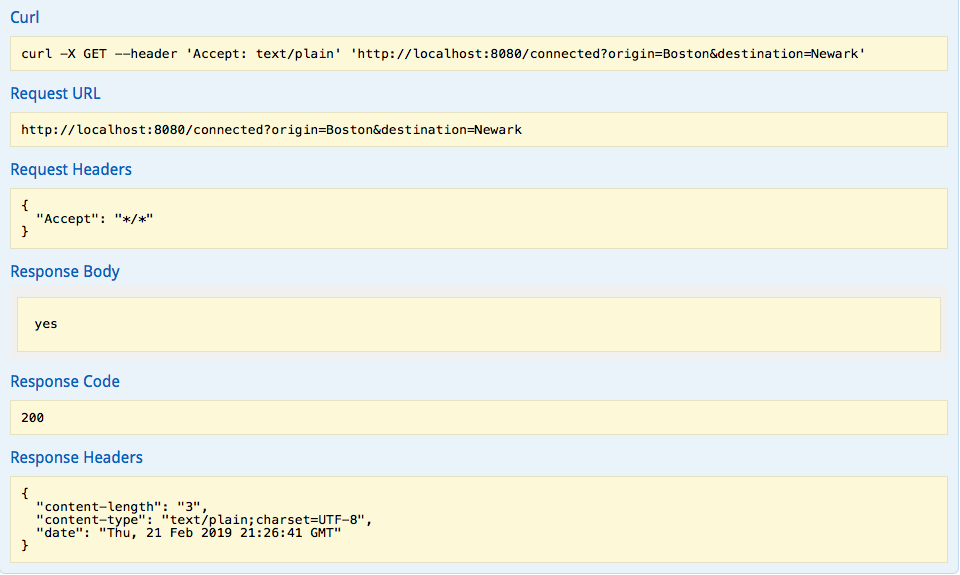 Curl
curl -X GET --header 'Accept: text/plain' 'http://localhost:8080/connected?origin=Boston&destination=Newark'
Request URL
http://localhost:8080/connected?origin=Boston&destination=Newark
Request Headers
{
  "Accept": "*/*"
}
Response Body
yes
Response Code
200
Response Headers
{
  "content-length": "3",
  "content-type": "text/plain;charset=UTF-8",
  "date": "Thu, 21 Feb 2019 21:26:41 GMT"
}